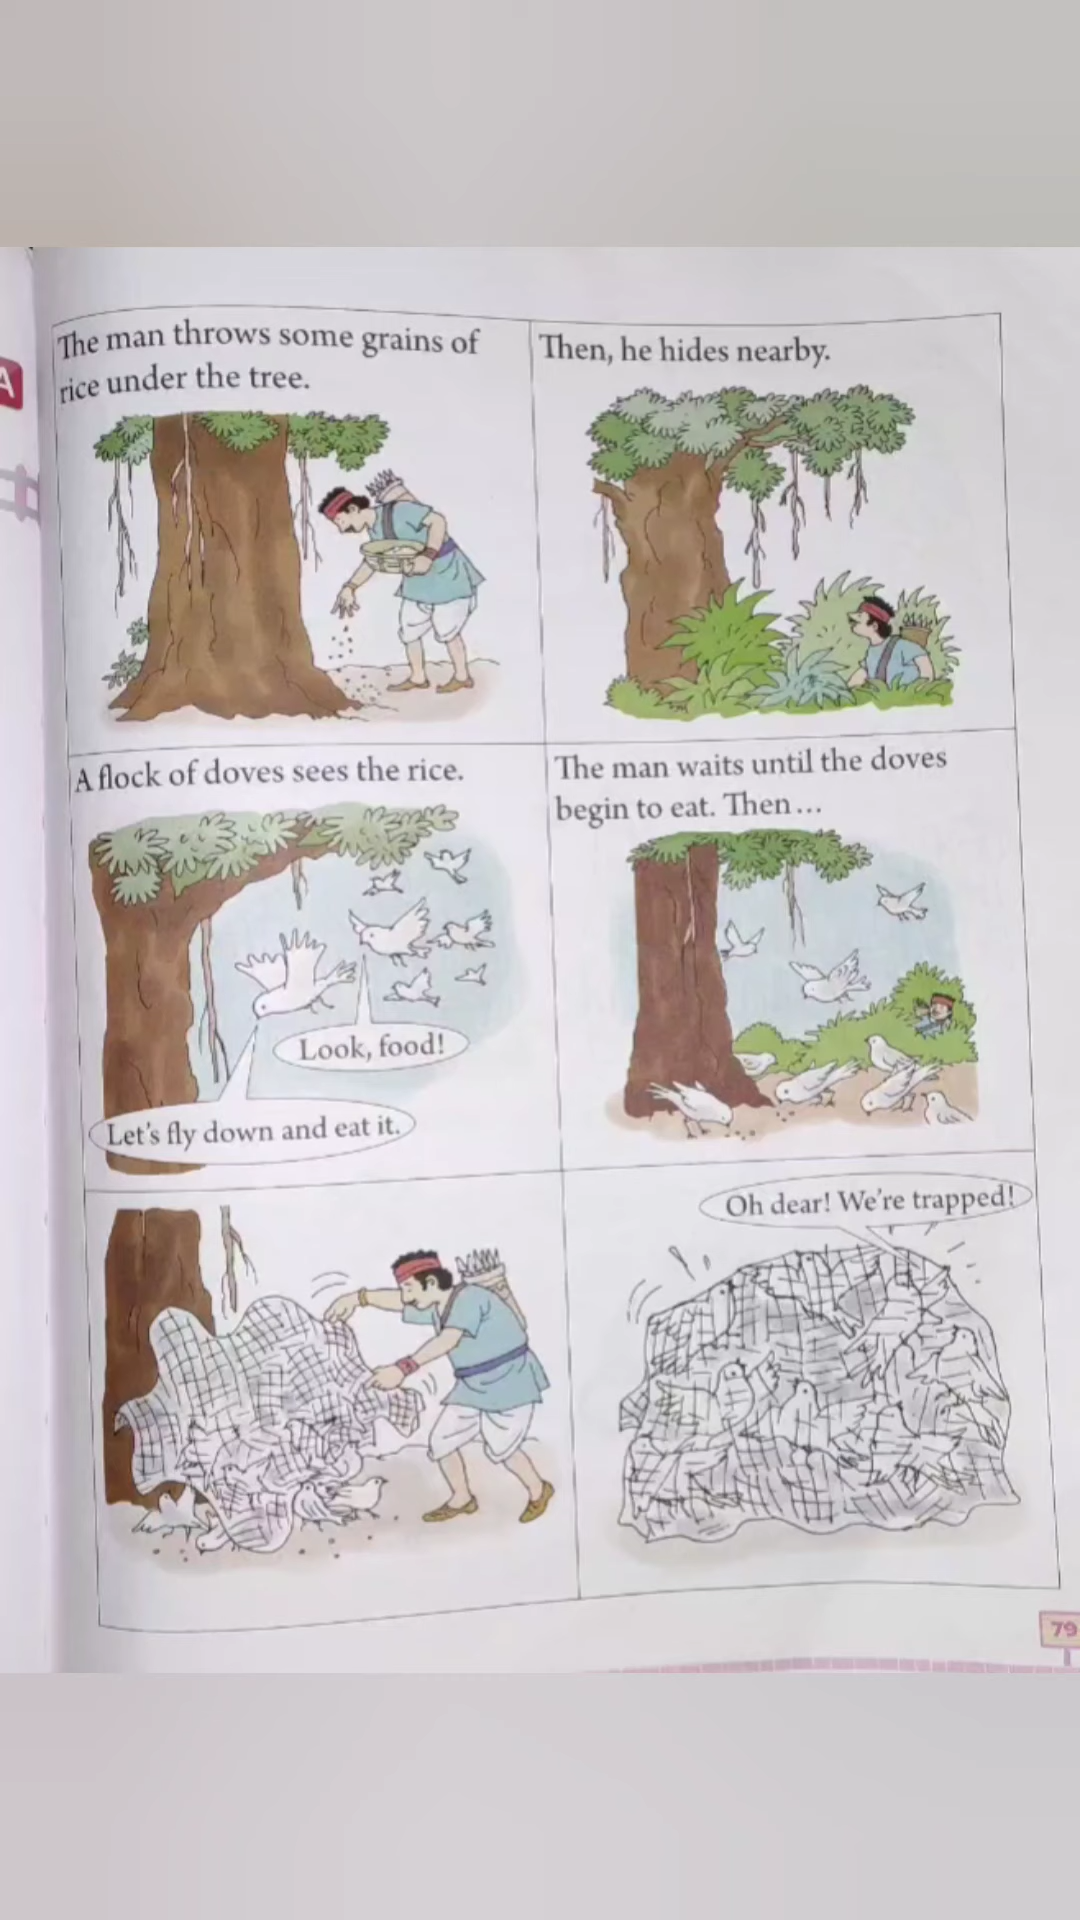 A
The man throws some grains of
rice under the tree.
Then, he hides nearby.
A flock of doves sees the rice.
Look, food!
Let's fly down and eat it.
The man waits until the doves
begin to eat. Then...
Oh dear! We're trapped!
79